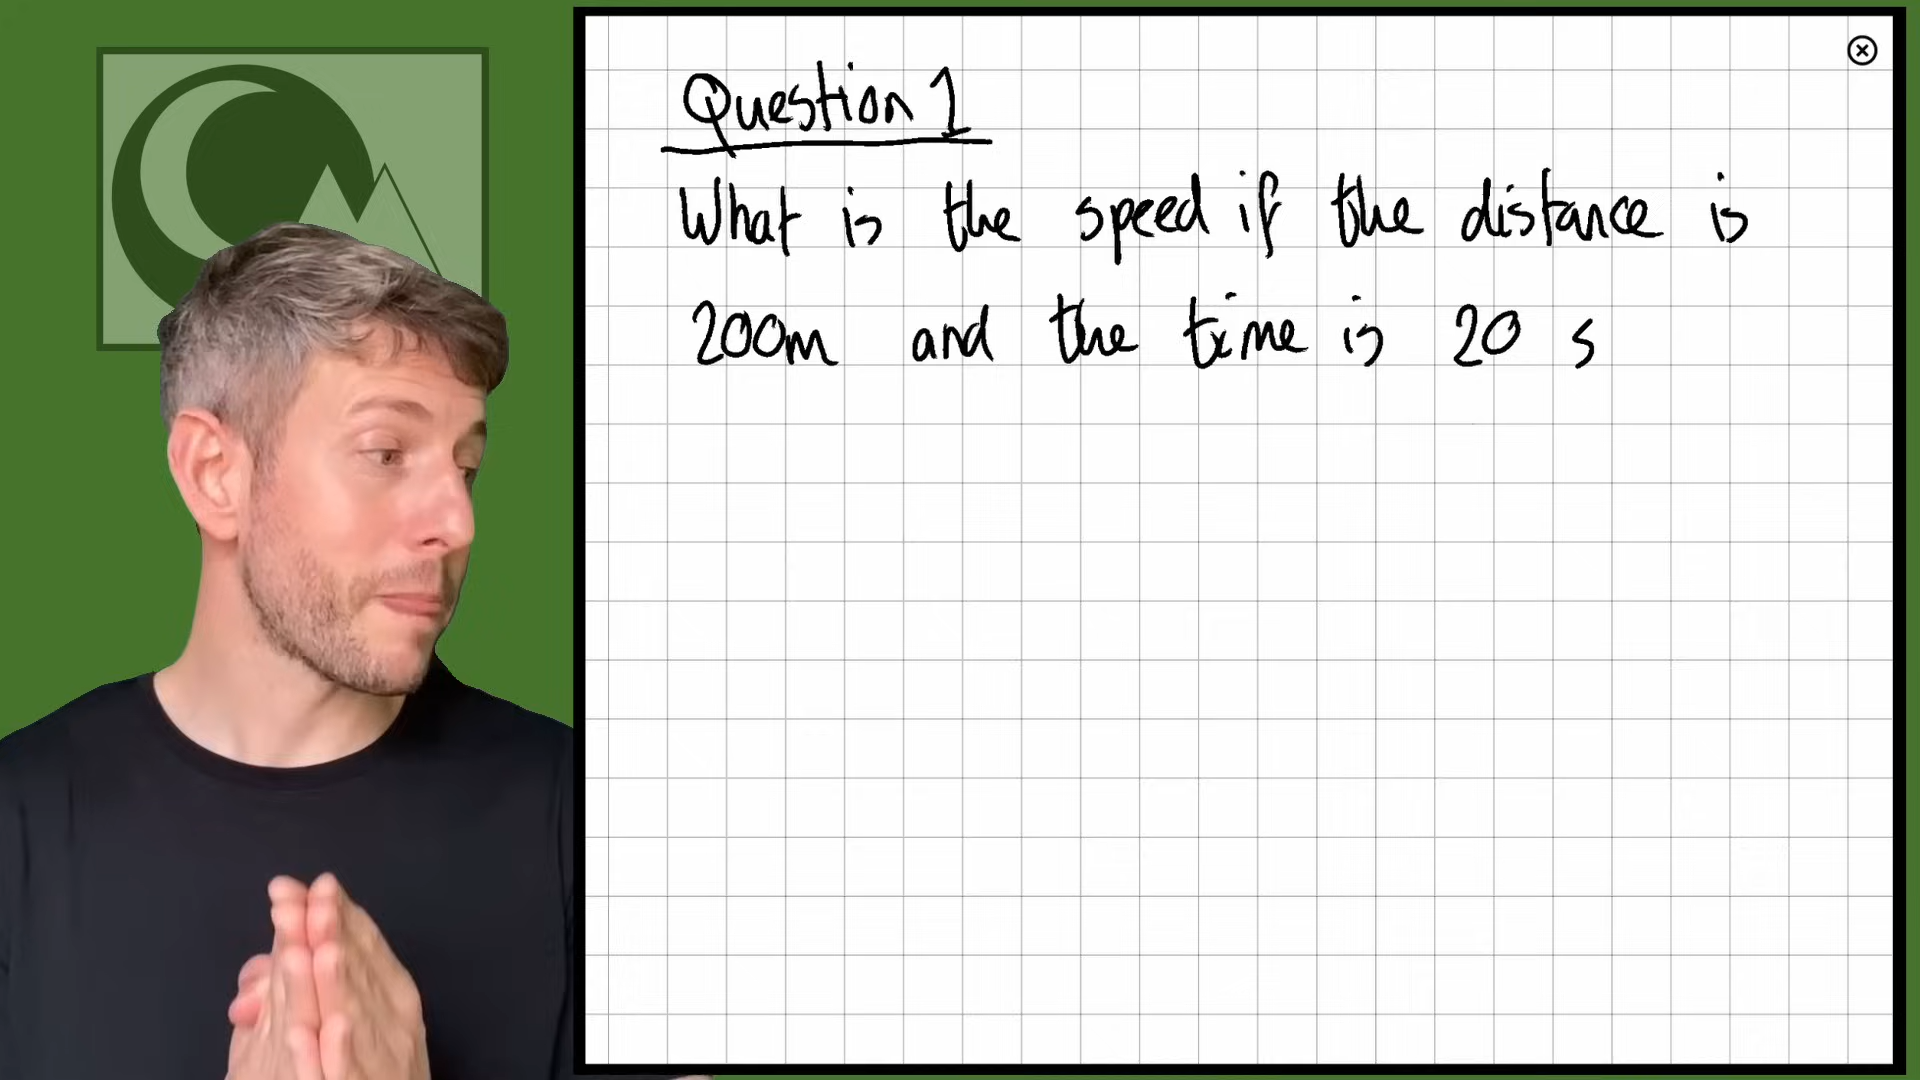 Question 1
What is the speed if the distance is
200m and the time is 20 s